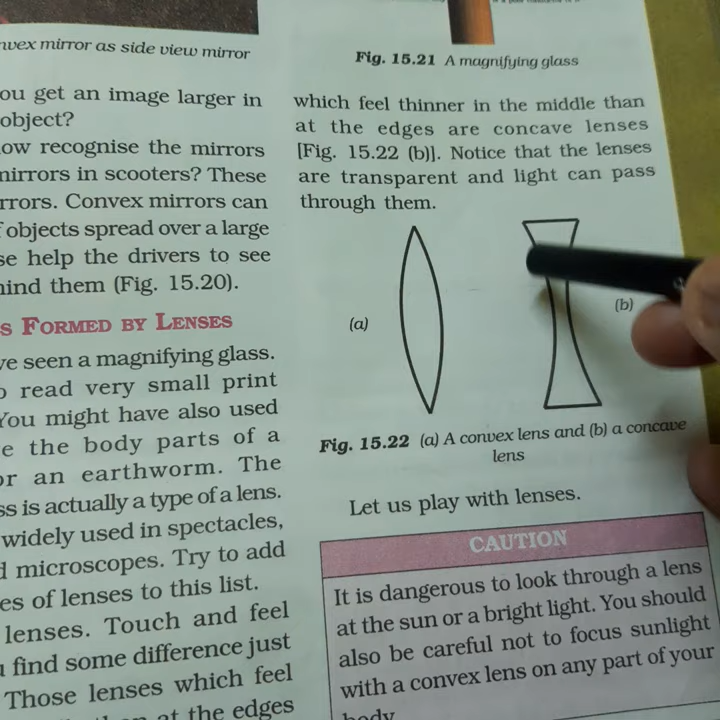 nvex mirror as side view mirror
ou get an image larger in
object?
ow recognise the mirrors
mirrors in scooters? These
rrors. Convex mirrors can
f objects spread over a large
se help the drivers to see
hind them (Fig. 15.20).
S FORMED BY LENSES
ve seen a magnifying glass.
o read very small print
You might have also used
e the body parts of a
or an earthworm. The
ss is actually a type of a lens.
widely used in spectacles,
d microscopes. Try to add
es of lenses to this list.
lenses. Touch and feel
u find some difference just
Those lenses which feel
at the edges
Fig. 15.21 A magnifying glass
which feel thinner in the middle than
at the edges are concave lenses
[Fig. 15.22 (b)]. Notice that the lenses
are transparent and light can pass
through them.
(a)
(b)
Fig. 15.22 (a) A convex lens and (b) a concave
lens
Let us play with lenses.
CAUTION
It is dangerous to look through a lens
at the sun or a bright light. You should
also be careful not to focus sunlight
with a convex lens on any part of your
body